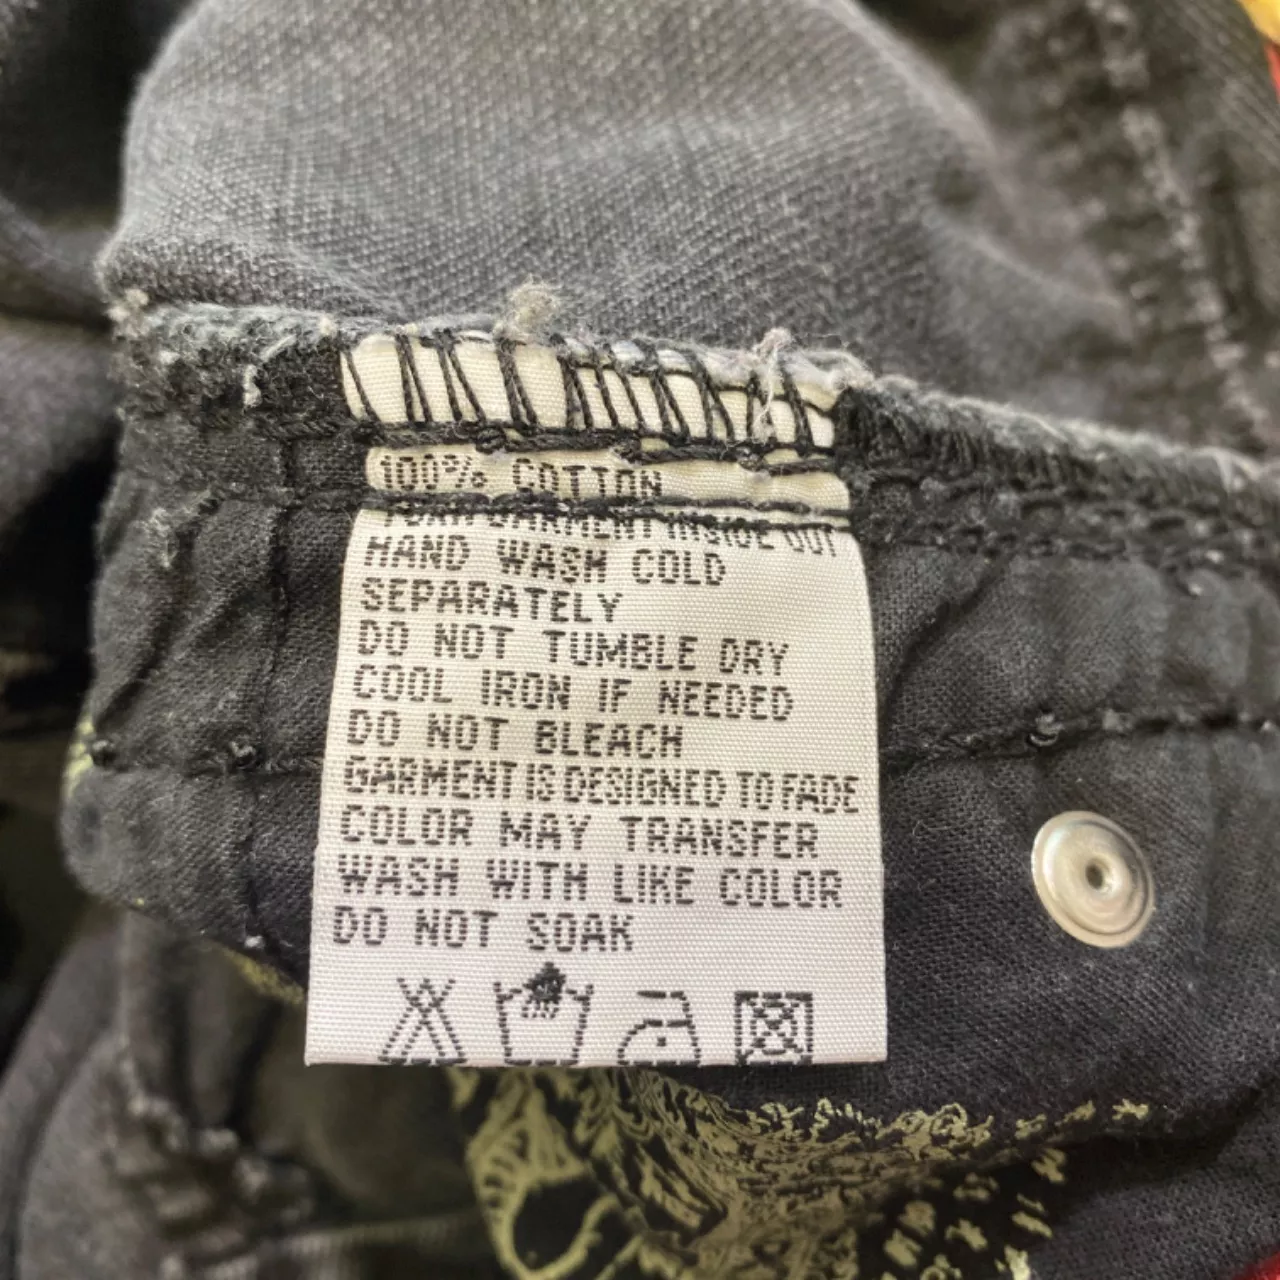 100% COTTON
TURN GARMENT INSIDE OUT
HAND WASH COLD
SEPARATELY
DO NOT TUMBLE DRY
COOL IRON IF NEEDED
DO NOT BLEACH
GARMENT IS DESIGNED TO FADE
COLOR MAY TRANSFER
WASH WITH LIKE COLOR
DO NOT SOAK